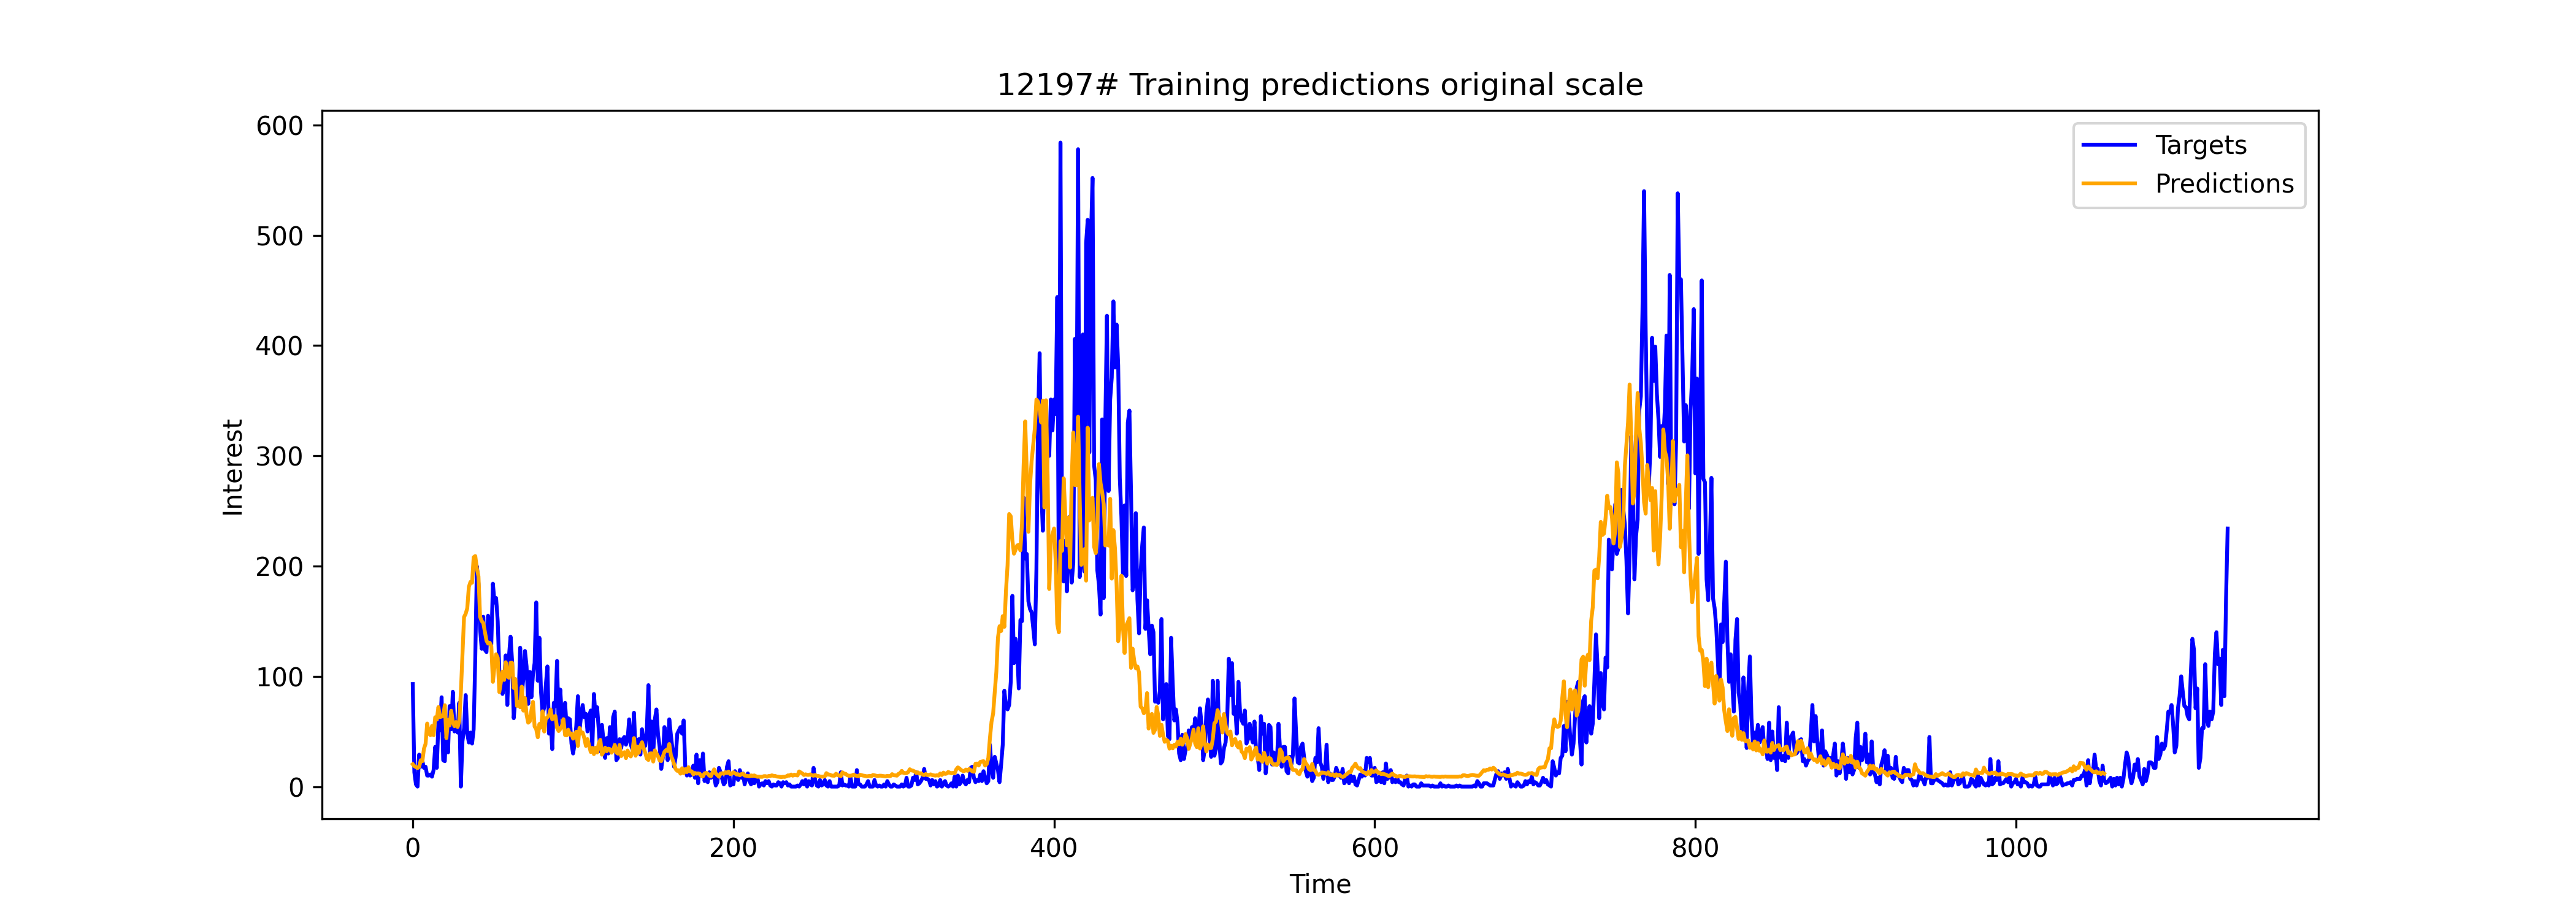 12197# Training predictions original scale
Targets
Predictions
600
500
400
300
200
100
0
Interest
0 200 400 600 800 1000
Time